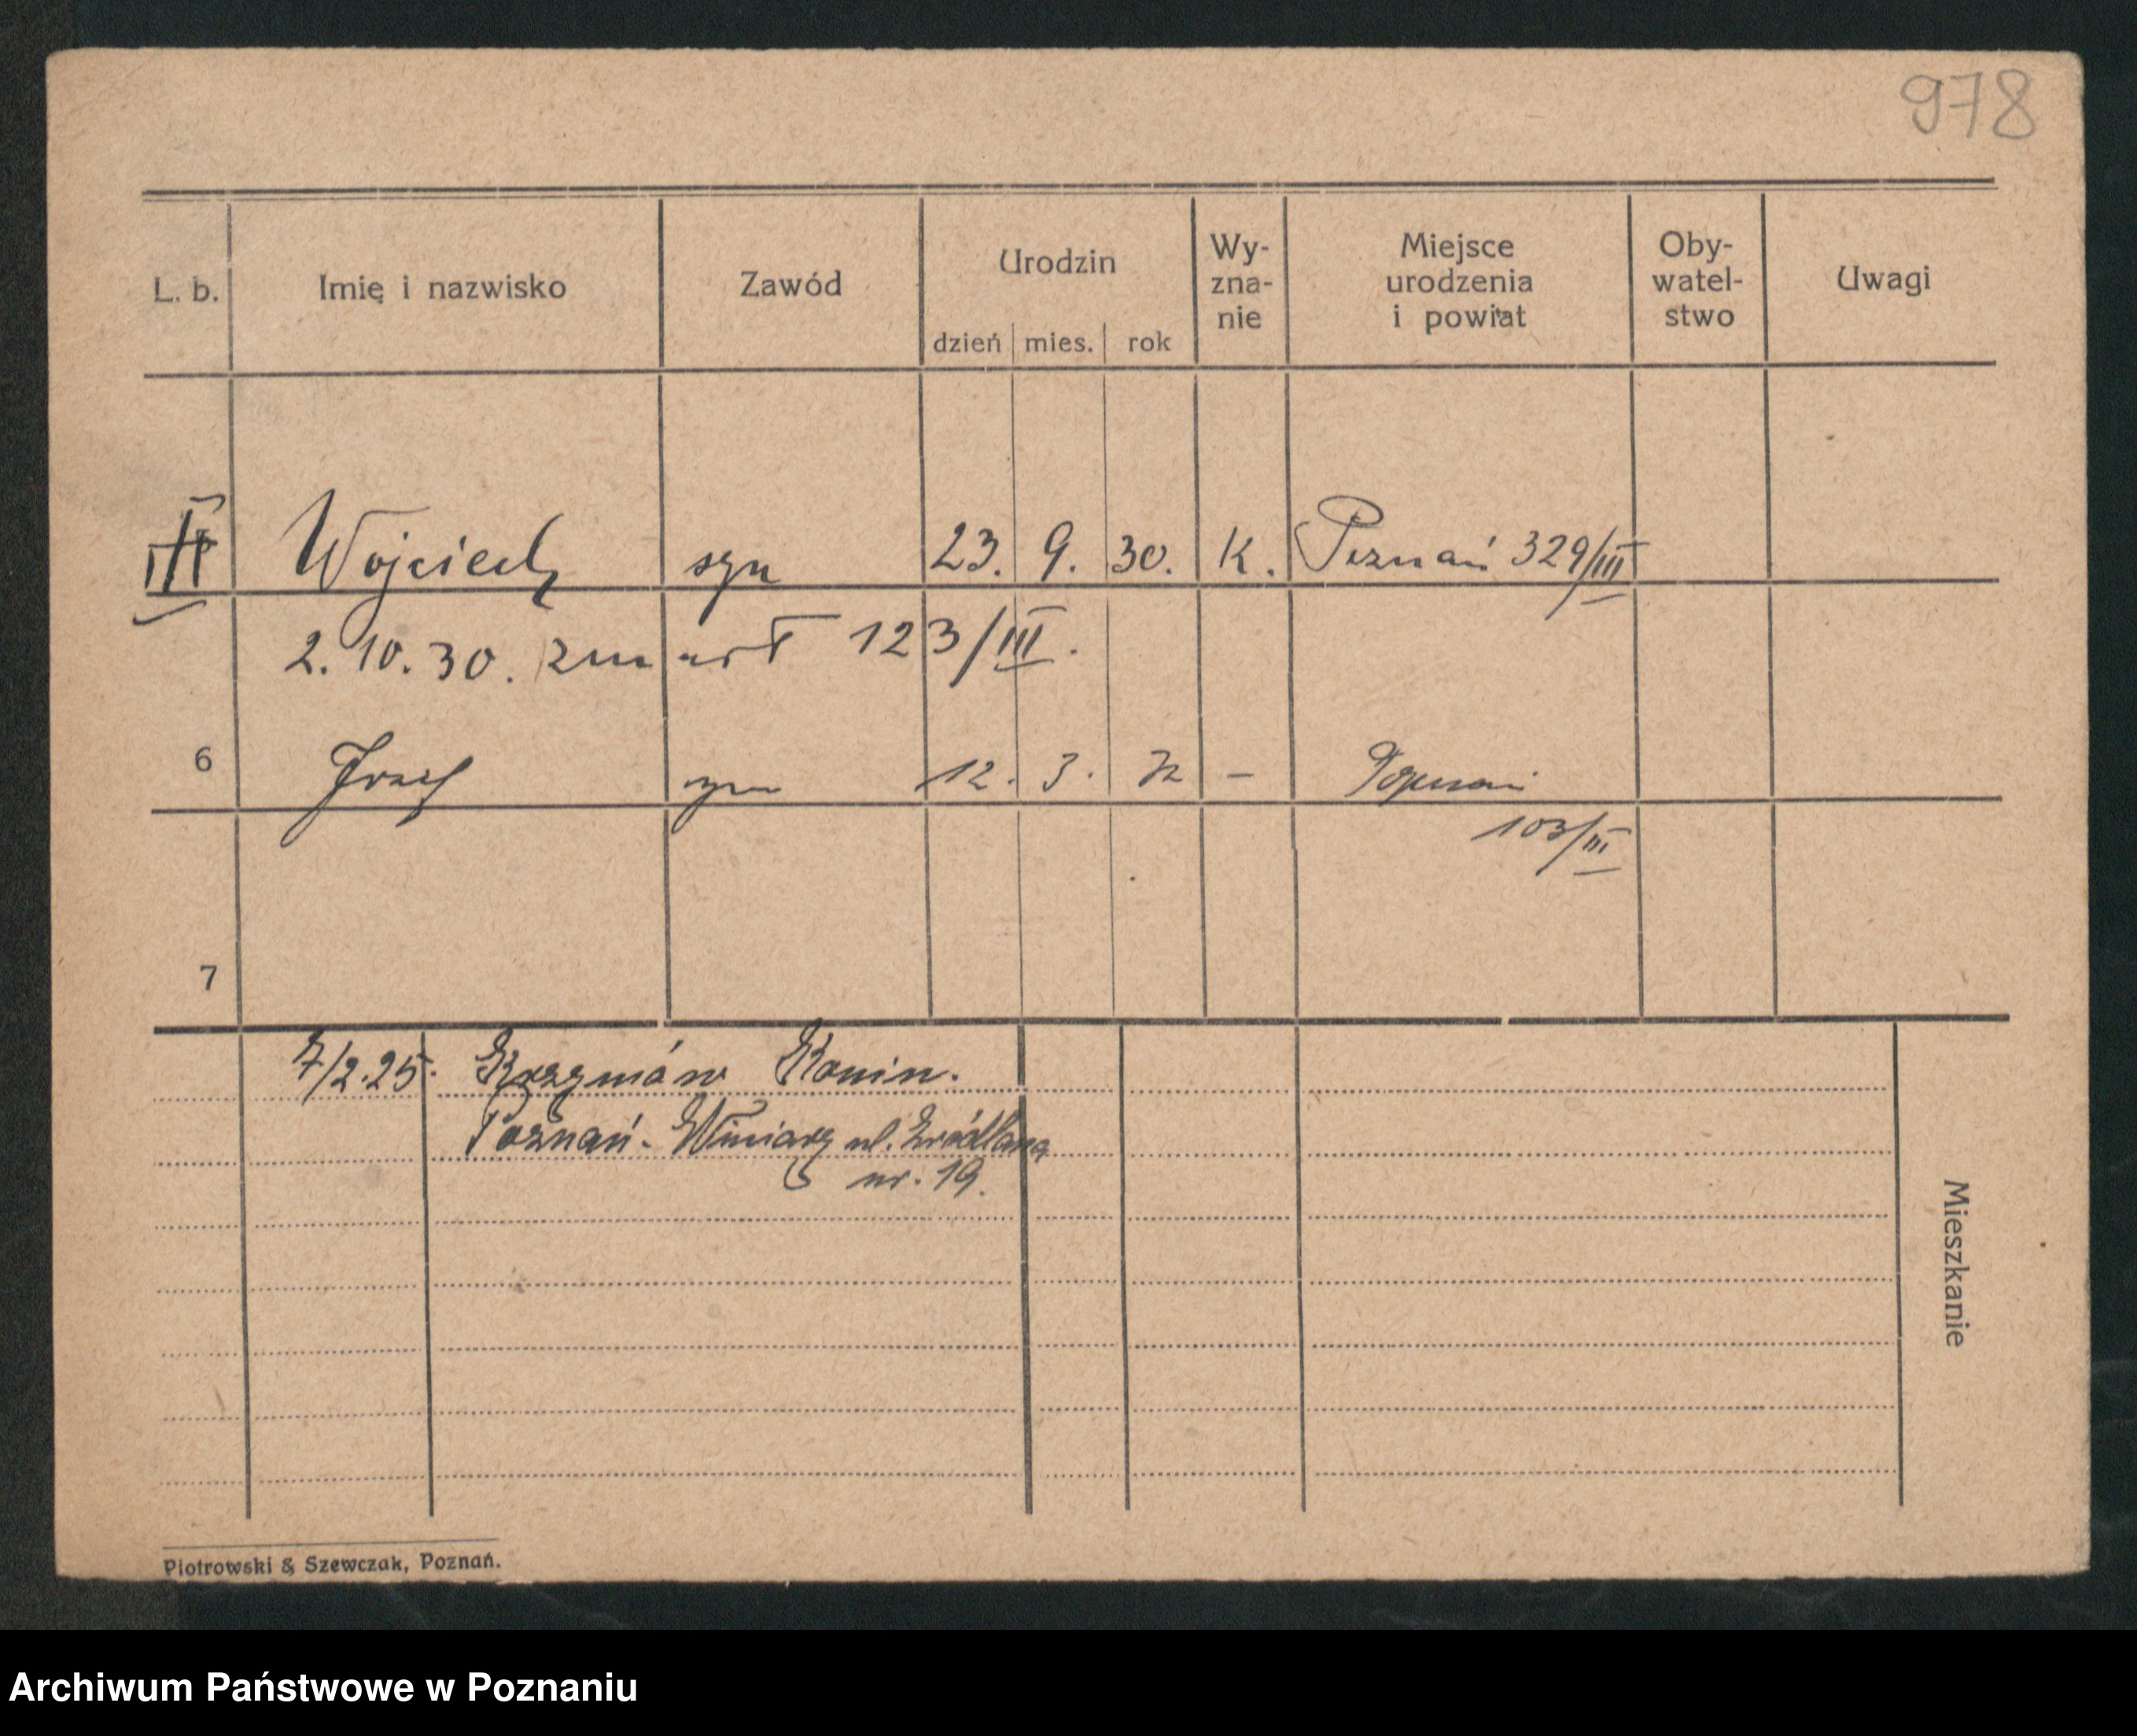 978
L. b. Imię i nazwisko Zawód Urodzin Wy-zna-nie Miejsce urodzenia i powiat Oby-watel-stwo Uwagi
dzień mies. rok
Wojciech syn 23. 9. 30. K. Poznań 329/III
2. 10. 30. zmarł 123/III.
6 Józef syn 12. 3. 32 – Poznań
103/III
7
7/2.25. Konin.
Poznań - Winiary ul. Źródlana
nr. 19.
Mieszkanie
Piotrowski & Szewczak, Poznań.
Archiwum Państwowe w Poznaniu